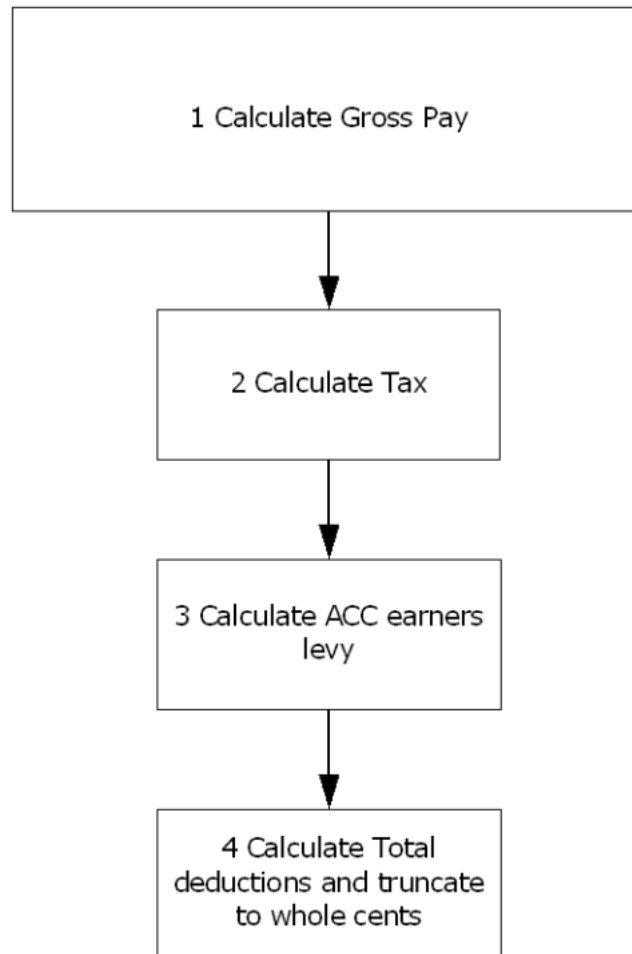 1 Calculate Gross Pay
2 Calculate Tax
3 Calculate ACC earners
levy
4 Calculate Total
deductions and truncate
to whole cents